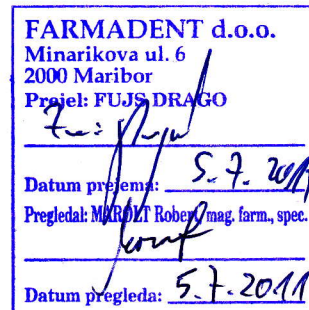 FARMADENT d.o.o.
Minarikova ul. 6
2000 Maribor
Prejel: FUJS DRAGO
Datum prejema: 5.7.2011
Pregledal: MAROLT Robert, mag. farm., spec.
Datum pregleda: 5.7.2011